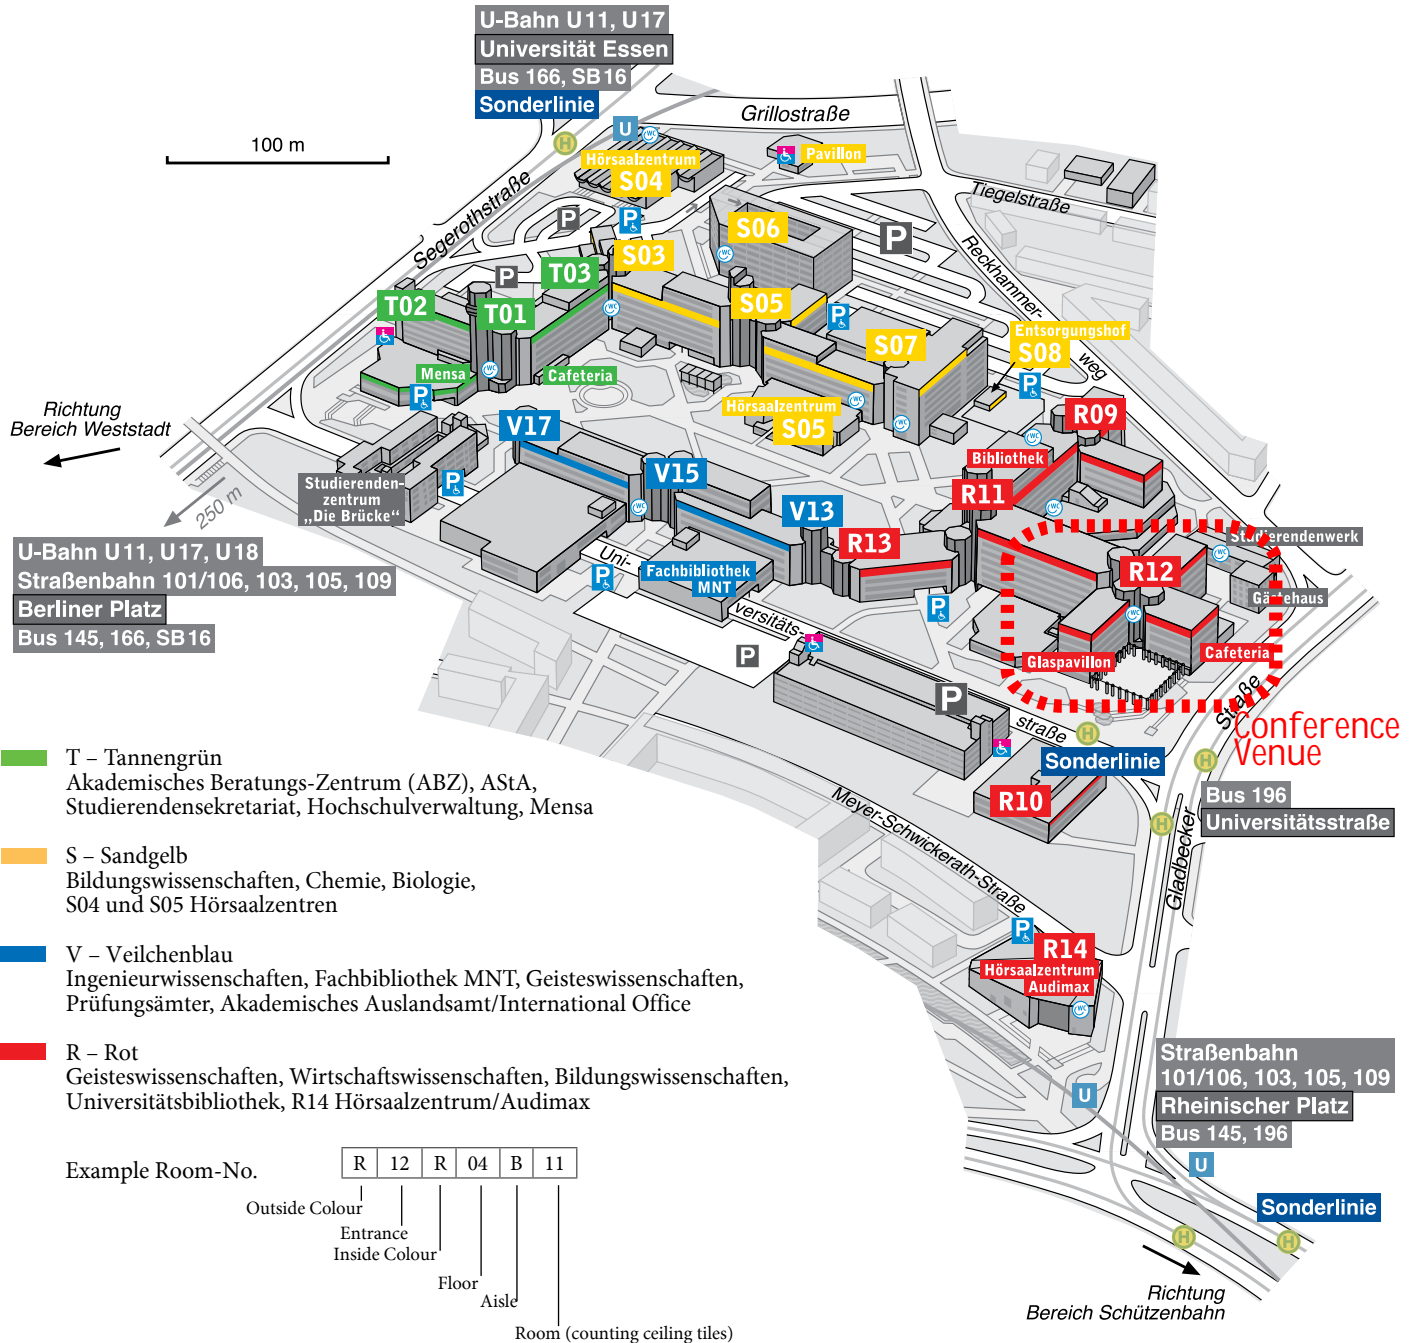 U-Bahn U11, U17
Universität Essen
Bus 166, SB16
Sonderlinie
100 m
Grillostraße
Segerothstraße
Tiegelstraße
Reckhammer-
weg
U
WC
H
Hörsaalzentrum
S04
Pavillon
P
P
S06
P
S03
T03
P
T02
T01
S05
P
S07
Entsorgungshof
S08
P
Mensa
Cafeteria
P
Hörsaalzentrum
S05
R09
Richtung
Bereich Weststadt
250 m
V17
Bibliothek
Studierenden-
zentrum
„Die Brücke“
P
V15
R11
V13
R13
Studierendenwerk
R12
Gästehaus
U-Bahn U11, U17, U18
Straßenbahn 101/106, 103, 105, 109
Berliner Platz
Bus 145, 166, SB16
Uni-
versitäts-
straße
P
Fachbibliothek
MNT
P
Glaspavillon
Cafeteria
P
P
Straße
Conference
Venue
H
Sonderlinie
H
R10
Bus 196
Universitätsstraße
H
Gladbecker
Meyer-Schwickerath-Straße
T – Tannengrün
Akademisches Beratungs-Zentrum (ABZ), AStA,
Studierendensekretariat, Hochschulverwaltung, Mensa
S – Sandgelb
Bildungswissenschaften, Chemie, Biologie,
S04 und S05 Hörsaalzentren
V – Veilchenblau
Ingenieurwissenschaften, Fachbibliothek MNT, Geisteswissenschaften,
Prüfungsämter, Akademisches Auslandsamt/International Office
R – Rot
Geisteswissenschaften, Wirtschaftswissenschaften, Bildungswissenschaften,
Universitätsbibliothek, R14 Hörsaalzentrum/Audimax
P
R14
Hörsaalzentrum
Audimax
WC
Straßenbahn
101/106, 103, 105, 109
Rheinischer Platz
Bus 145, 196
U
U
Sonderlinie
H
H
Richtung
Bereich Schützenbahn
Example Room-No.
R 12 R 04 B 11
Outside Colour
Entrance
Inside Colour
Floor
Aisle
Room (counting ceiling tiles)